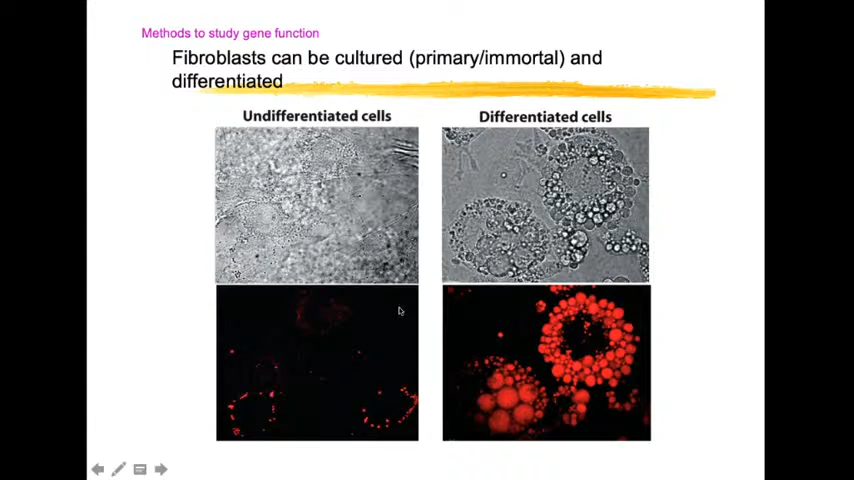 Methods to study gene function
Fibroblasts can be cultured (primary/immortal) and
differentiated
Undifferentiated cells
Differentiated cells